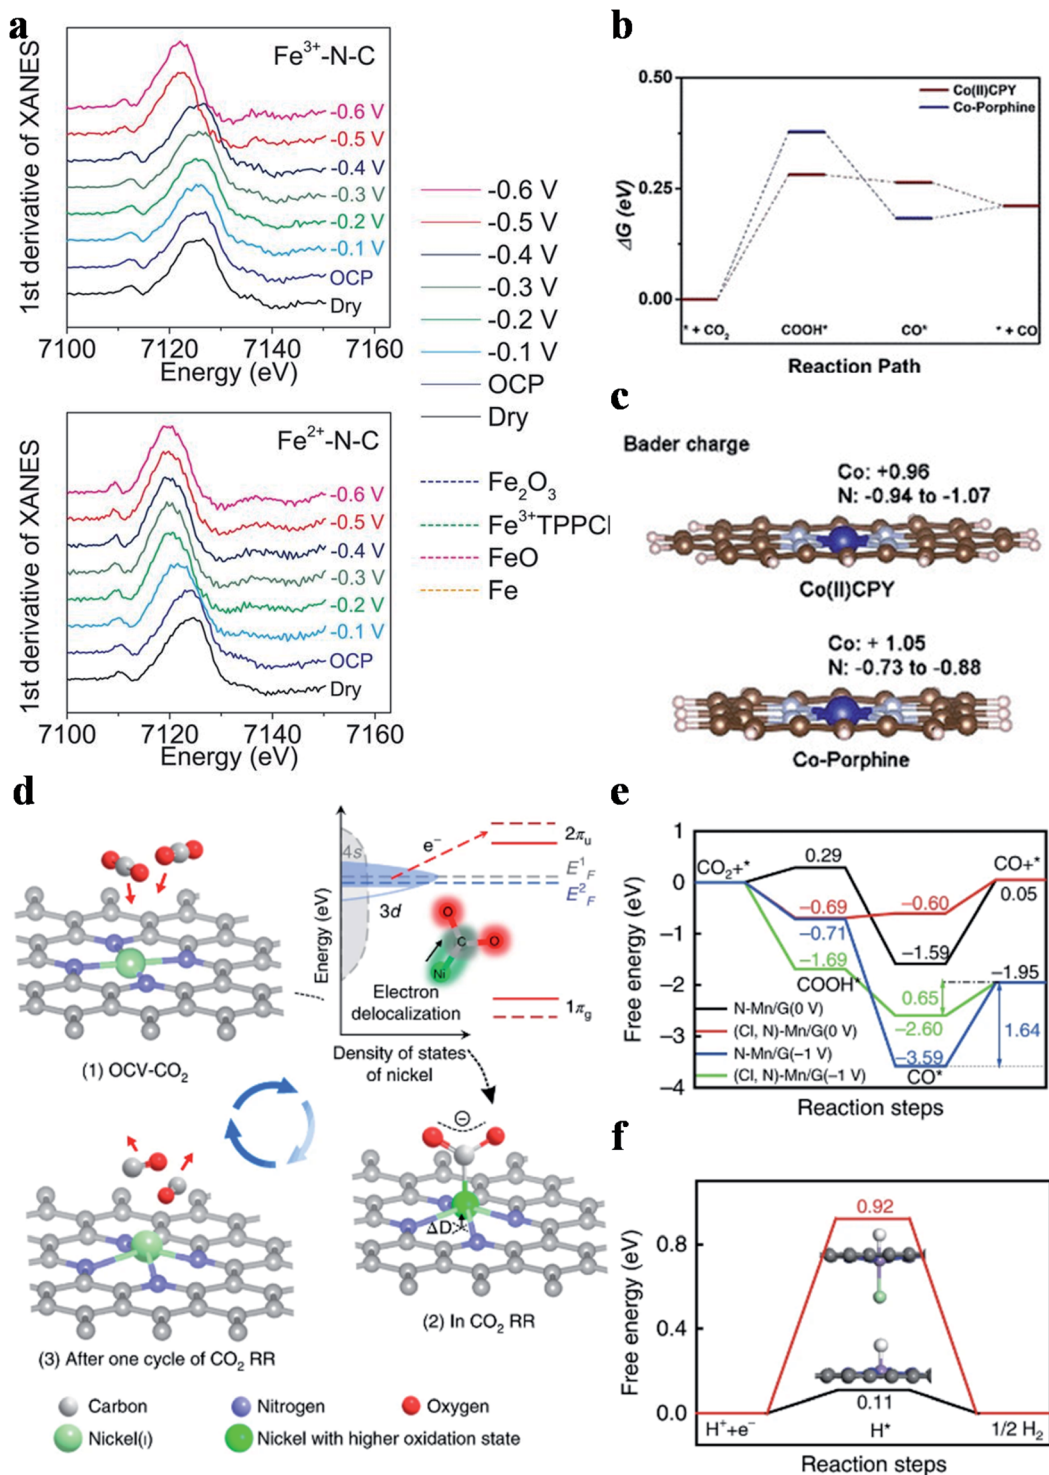 a
1st derivative of XANES
Fe³⁺-N-C
-0.6 V
-0.5 V
-0.4 V
-0.3 V
-0.2 V
-0.1 V
OCP
Dry
7100 7120 7140 7160
Energy (eV)
1st derivative of XANES
Fe²⁺-N-C
-0.6 V
-0.5 V
-0.4 V
-0.3 V
-0.2 V
-0.1 V
OCP
Dry
7100 7120 7140 7160
Energy (eV)
-0.6 V
-0.5 V
-0.4 V
-0.3 V
-0.2 V
-0.1 V
OCP
Dry
Fe₂O₃
Fe³⁺TPPCl
FeO
Fe
b
Co(II)CPY
Co-Porphine
0.50
0.25
0.00
ΔG (eV)
* + CO₂ COOH* CO* * + CO
Reaction Path
c
Bader charge
Co: +0.96
N: -0.94 to -1.07
Co(II)CPY
Co: + 1.05
N: -0.73 to -0.88
Co-Porphine
d
(1) OCV-CO₂
Energy (eV)
4s
3d
e⁻
2πᵤ
E¹F
E²F
O
C
O
Ni
Electron
delocalization
1πg
Density of states
of nickel
⊖
ΔD
(2) In CO₂ RR
(3) After one cycle of CO₂ RR
Carbon Nitrogen Oxygen
Nickel(I) Nickel with higher oxidation state
e
Free energy (eV)
1
0
−1
−2
−3
−4
CO₂+*
0.29
CO+*
0.05
−0.69
−0.60
−0.71
−1.59
−1.69
COOH*
−1.95
0.65
−2.60
1.64
−3.59
CO*
N-Mn/G(0 V)
(Cl, N)-Mn/G(0 V)
N-Mn/G(−1 V)
(Cl, N)-Mn/G(−1 V)
Reaction steps
f
Free energy (eV)
0.8
0.4
0.0
0.92
0.11
H⁺+e⁻ H* 1/2 H₂
Reaction steps